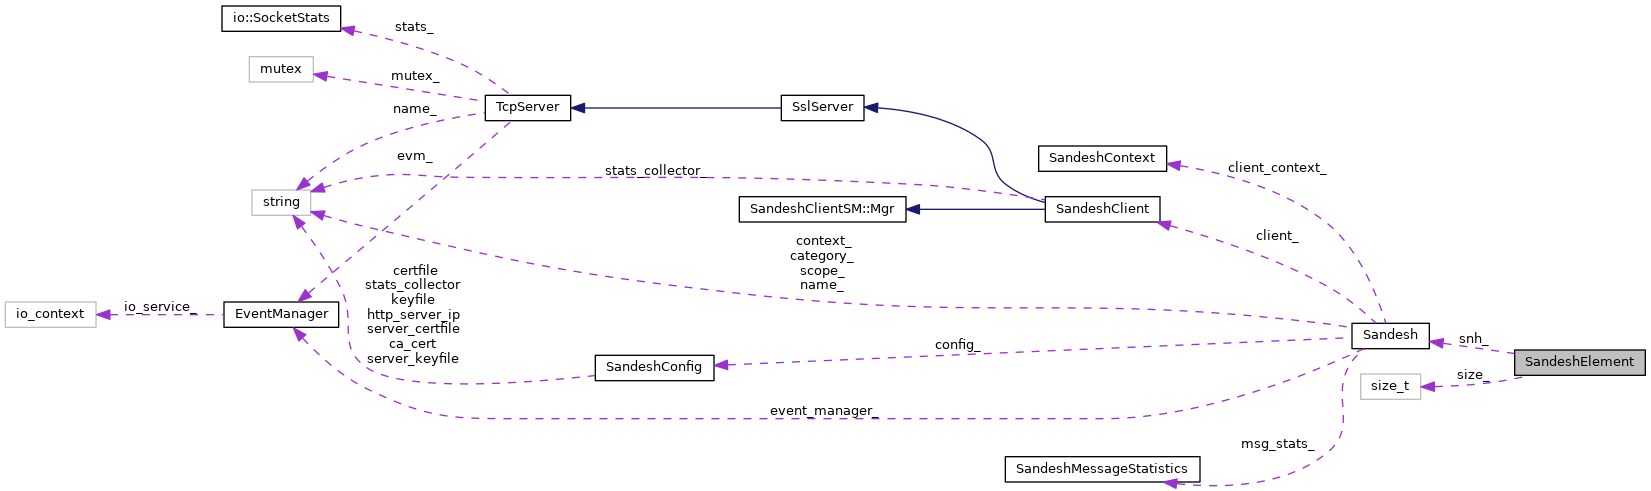 io::SocketStats
stats_
mutex
mutex_
TcpServer
SslServer
name_
evm_
SandeshContext
client_context_
stats_collector_
string
SandeshClientSM::Mgr
SandeshClient
client_
context_
category_
scope_
name_
certfile
stats_collector
keyfile
http_server_ip
server_certfile
ca_cert
server_keyfile
io_context
io_service_
EventManager
Sandesh
snh_
SandeshElement
config_
SandeshConfig
size_
size_t
event_manager_
msg_stats_
SandeshMessageStatistics